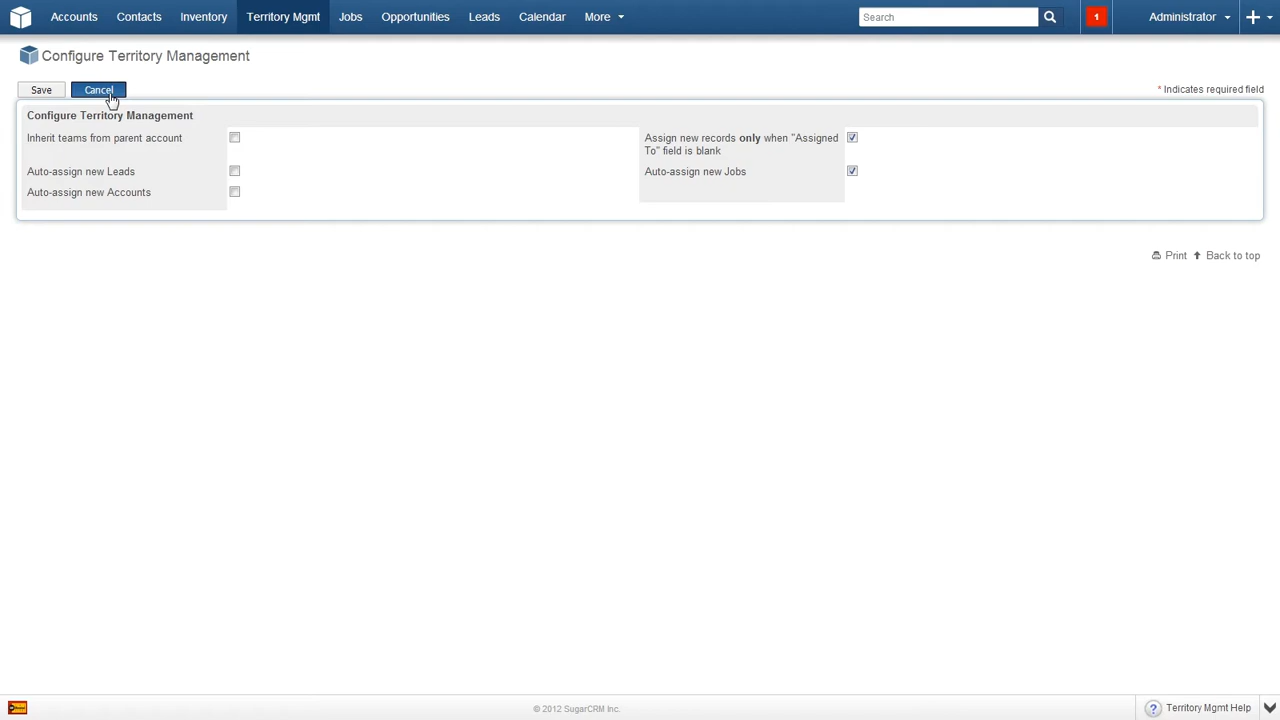 Accounts Contacts Inventory Territory Mgmt Jobs Opportunities Leads Calendar More Search 1 Administrator
Configure Territory Management
Save Cancel * Indicates required field
Configure Territory Management
Inherit teams from parent account
Assign new records only when "Assigned
To" field is blank
Auto-assign new Leads Auto-assign new Jobs
Auto-assign new Accounts
Print Back to top
© 2012 SugarCRM Inc. ? Territory Mgmt Help